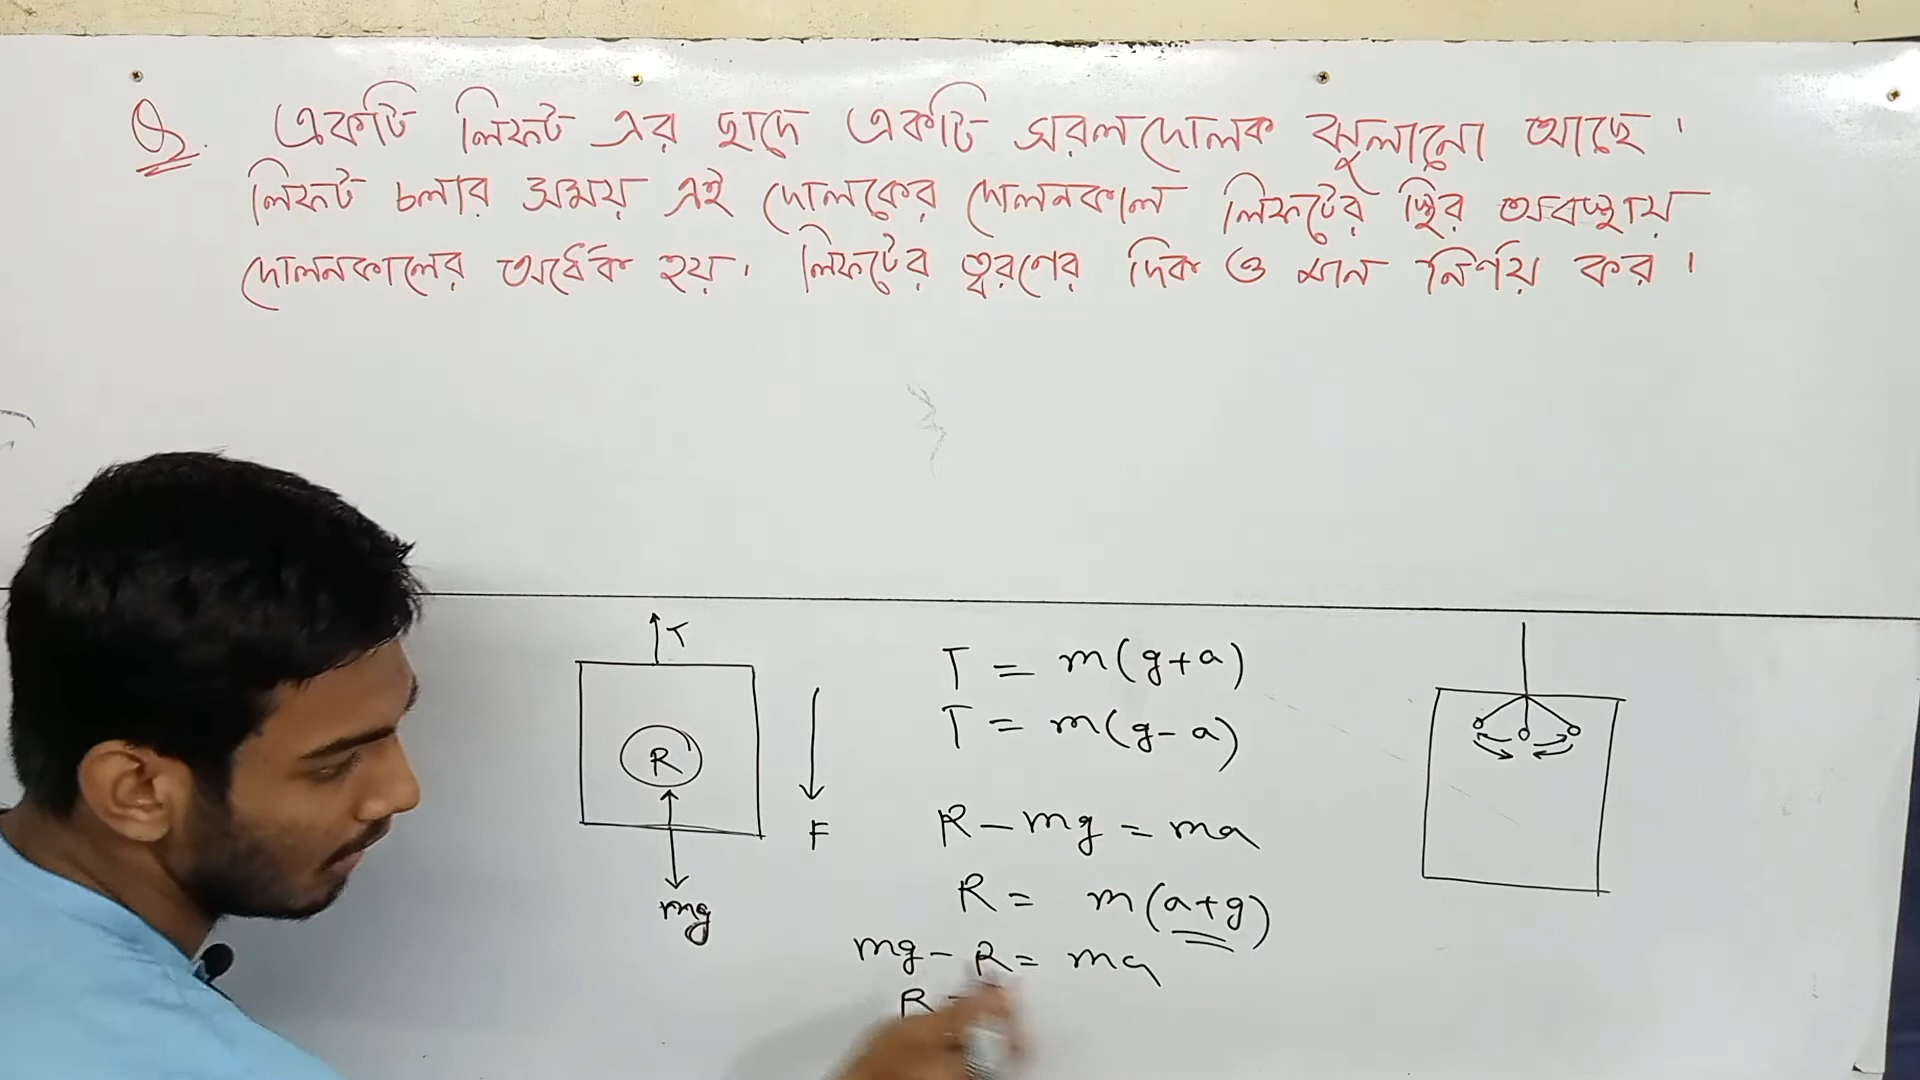 Q. একটি লিফট এর ছাদে একটি সরলদোলক ঝুলানো আছে।
লিফট চলার সময় এই দোলকের দোলনকাল লিফটের স্থির অবস্থায়
দোলনকালের অর্ধেক হয়। লিফটের ত্বরণের দিক ও মান নির্ণয় কর।
T
R
mg
F
T = m(g+a)
T = m(g-a)
R - mg = ma
R = m(a+g)
mg - R = ma
R =